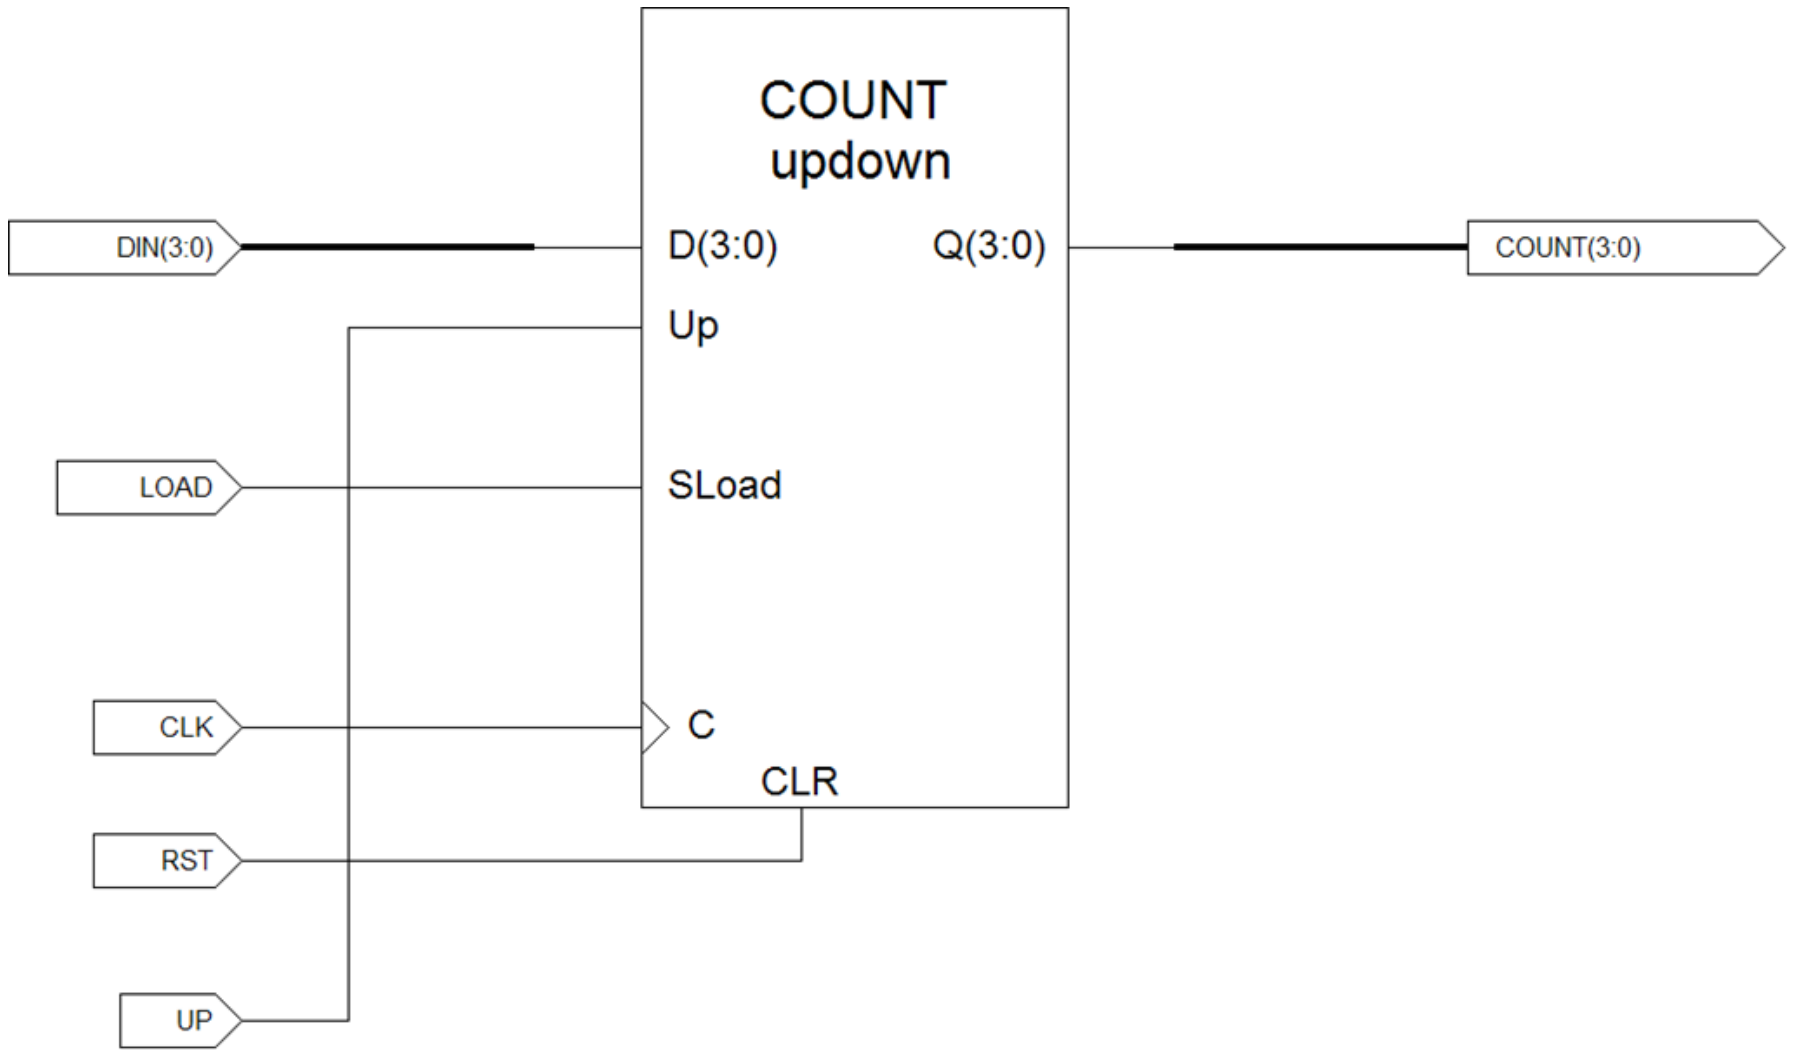 COUNT
updown
DIN(3:0)
D(3:0)
Q(3:0)
COUNT(3:0)
Up
LOAD
SLoad
CLK
C
CLR
RST
UP